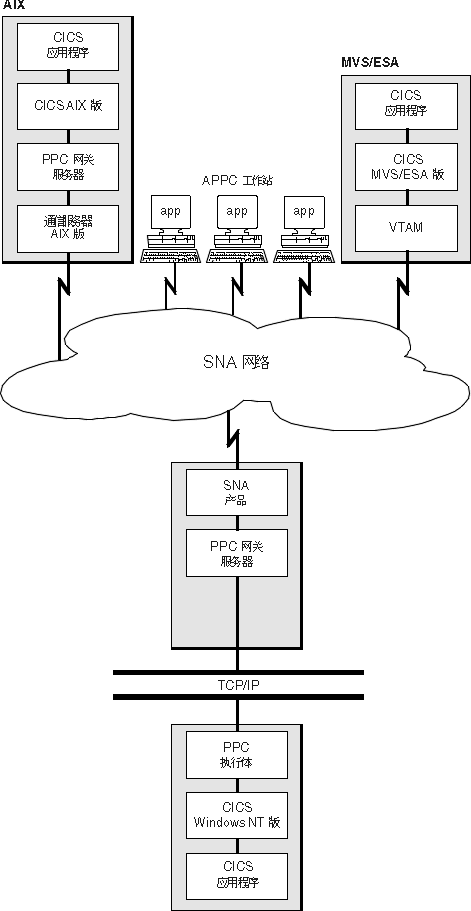 AIX
CICS
应用程序
CICS AIX 版
PPC 网关
服务器
通信服务器
AIX 版
APPC 工作站
app
app
app
MVS/ESA
CICS
应用程序
CICS
MVS/ESA 版
VTAM
SNA 网络
SNA
产品
PPC 网关
服务器
TCP/IP
PPC
执行体
CICS
Windows NT 版
CICS
应用程序